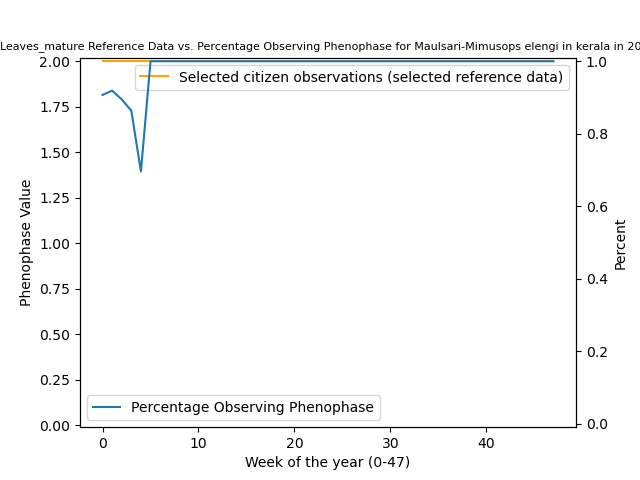 Leaves_mature Reference Data vs. Percentage Observing Phenophase for Maulsari-Mimusops elengi in kerala in 20
Selected citizen observations (selected reference data)
Percentage Observing Phenophase
Phenophase Value
2.00
1.75
1.50
1.25
1.00
0.75
0.50
0.25
0.00
Percent
1.0
0.8
0.6
0.4
0.2
0.0
0 10 20 30 40
Week of the year (0-47)